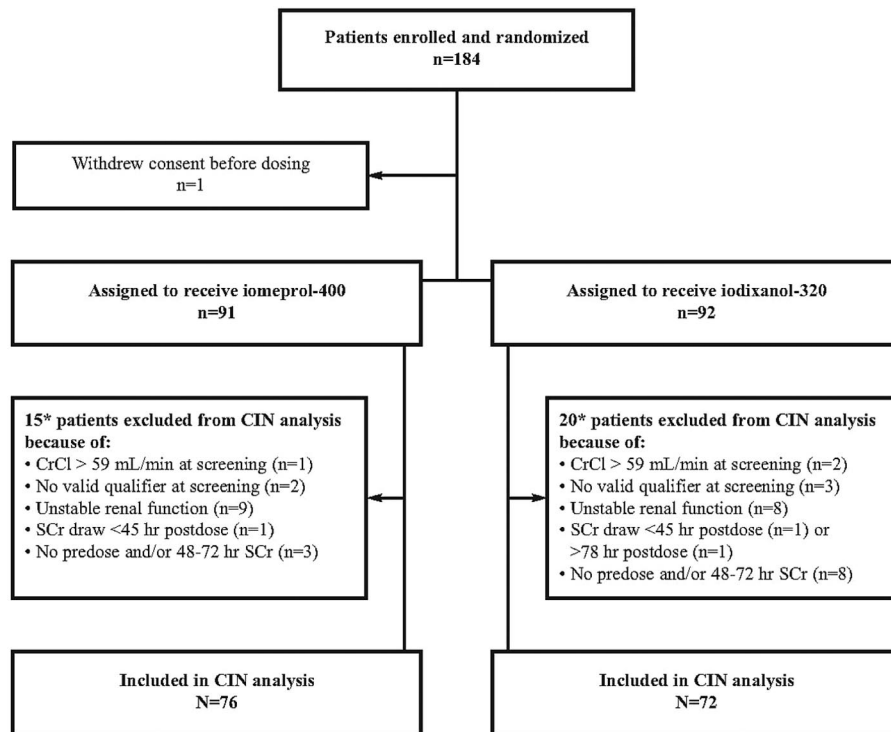 Patients enrolled and randomized
n=184
Withdrew consent before dosing
n=1
Assigned to receive iomeprol-400
n=91
Assigned to receive iodixanol-320
n=92
15* patients excluded from CIN analysis
because of:
• CrCl > 59 mL/min at screening (n=1)
• No valid qualifier at screening (n=2)
• Unstable renal function (n=9)
• SCr draw <45 hr postdose (n=1)
• No predose and/or 48-72 hr SCr (n=3)
20* patients excluded from CIN analysis
because of:
• CrCl > 59 mL/min at screening (n=2)
• No valid qualifier at screening (n=3)
• Unstable renal function (n=8)
• SCr draw <45 hr postdose (n=1) or
>78 hr postdose (n=1)
• No predose and/or 48-72 hr SCr (n=8)
Included in CIN analysis
N=76
Included in CIN analysis
N=72